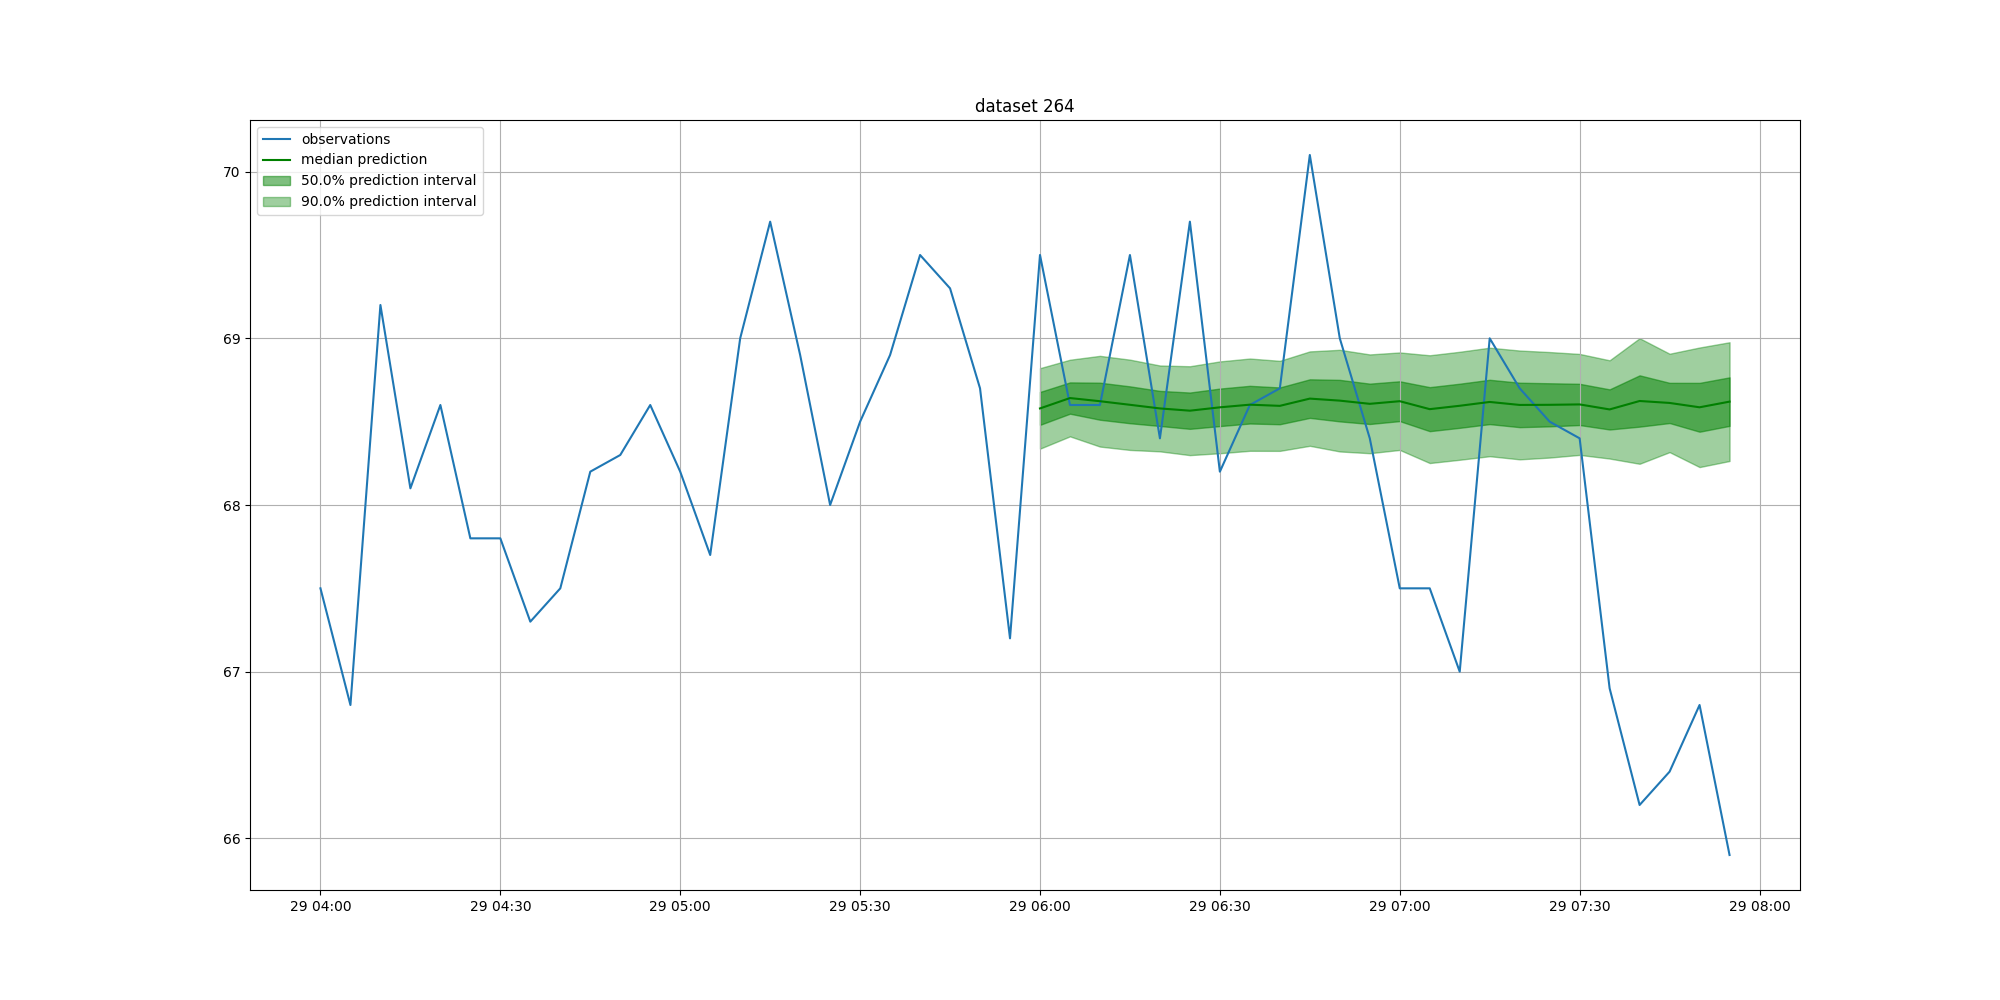 dataset 264
observations
median prediction
50.0% prediction interval
90.0% prediction interval
70
69
68
67
66
29 04:00 29 04:30 29 05:00 29 05:30 29 06:00 29 06:30 29 07:00 29 07:30 29 08:00